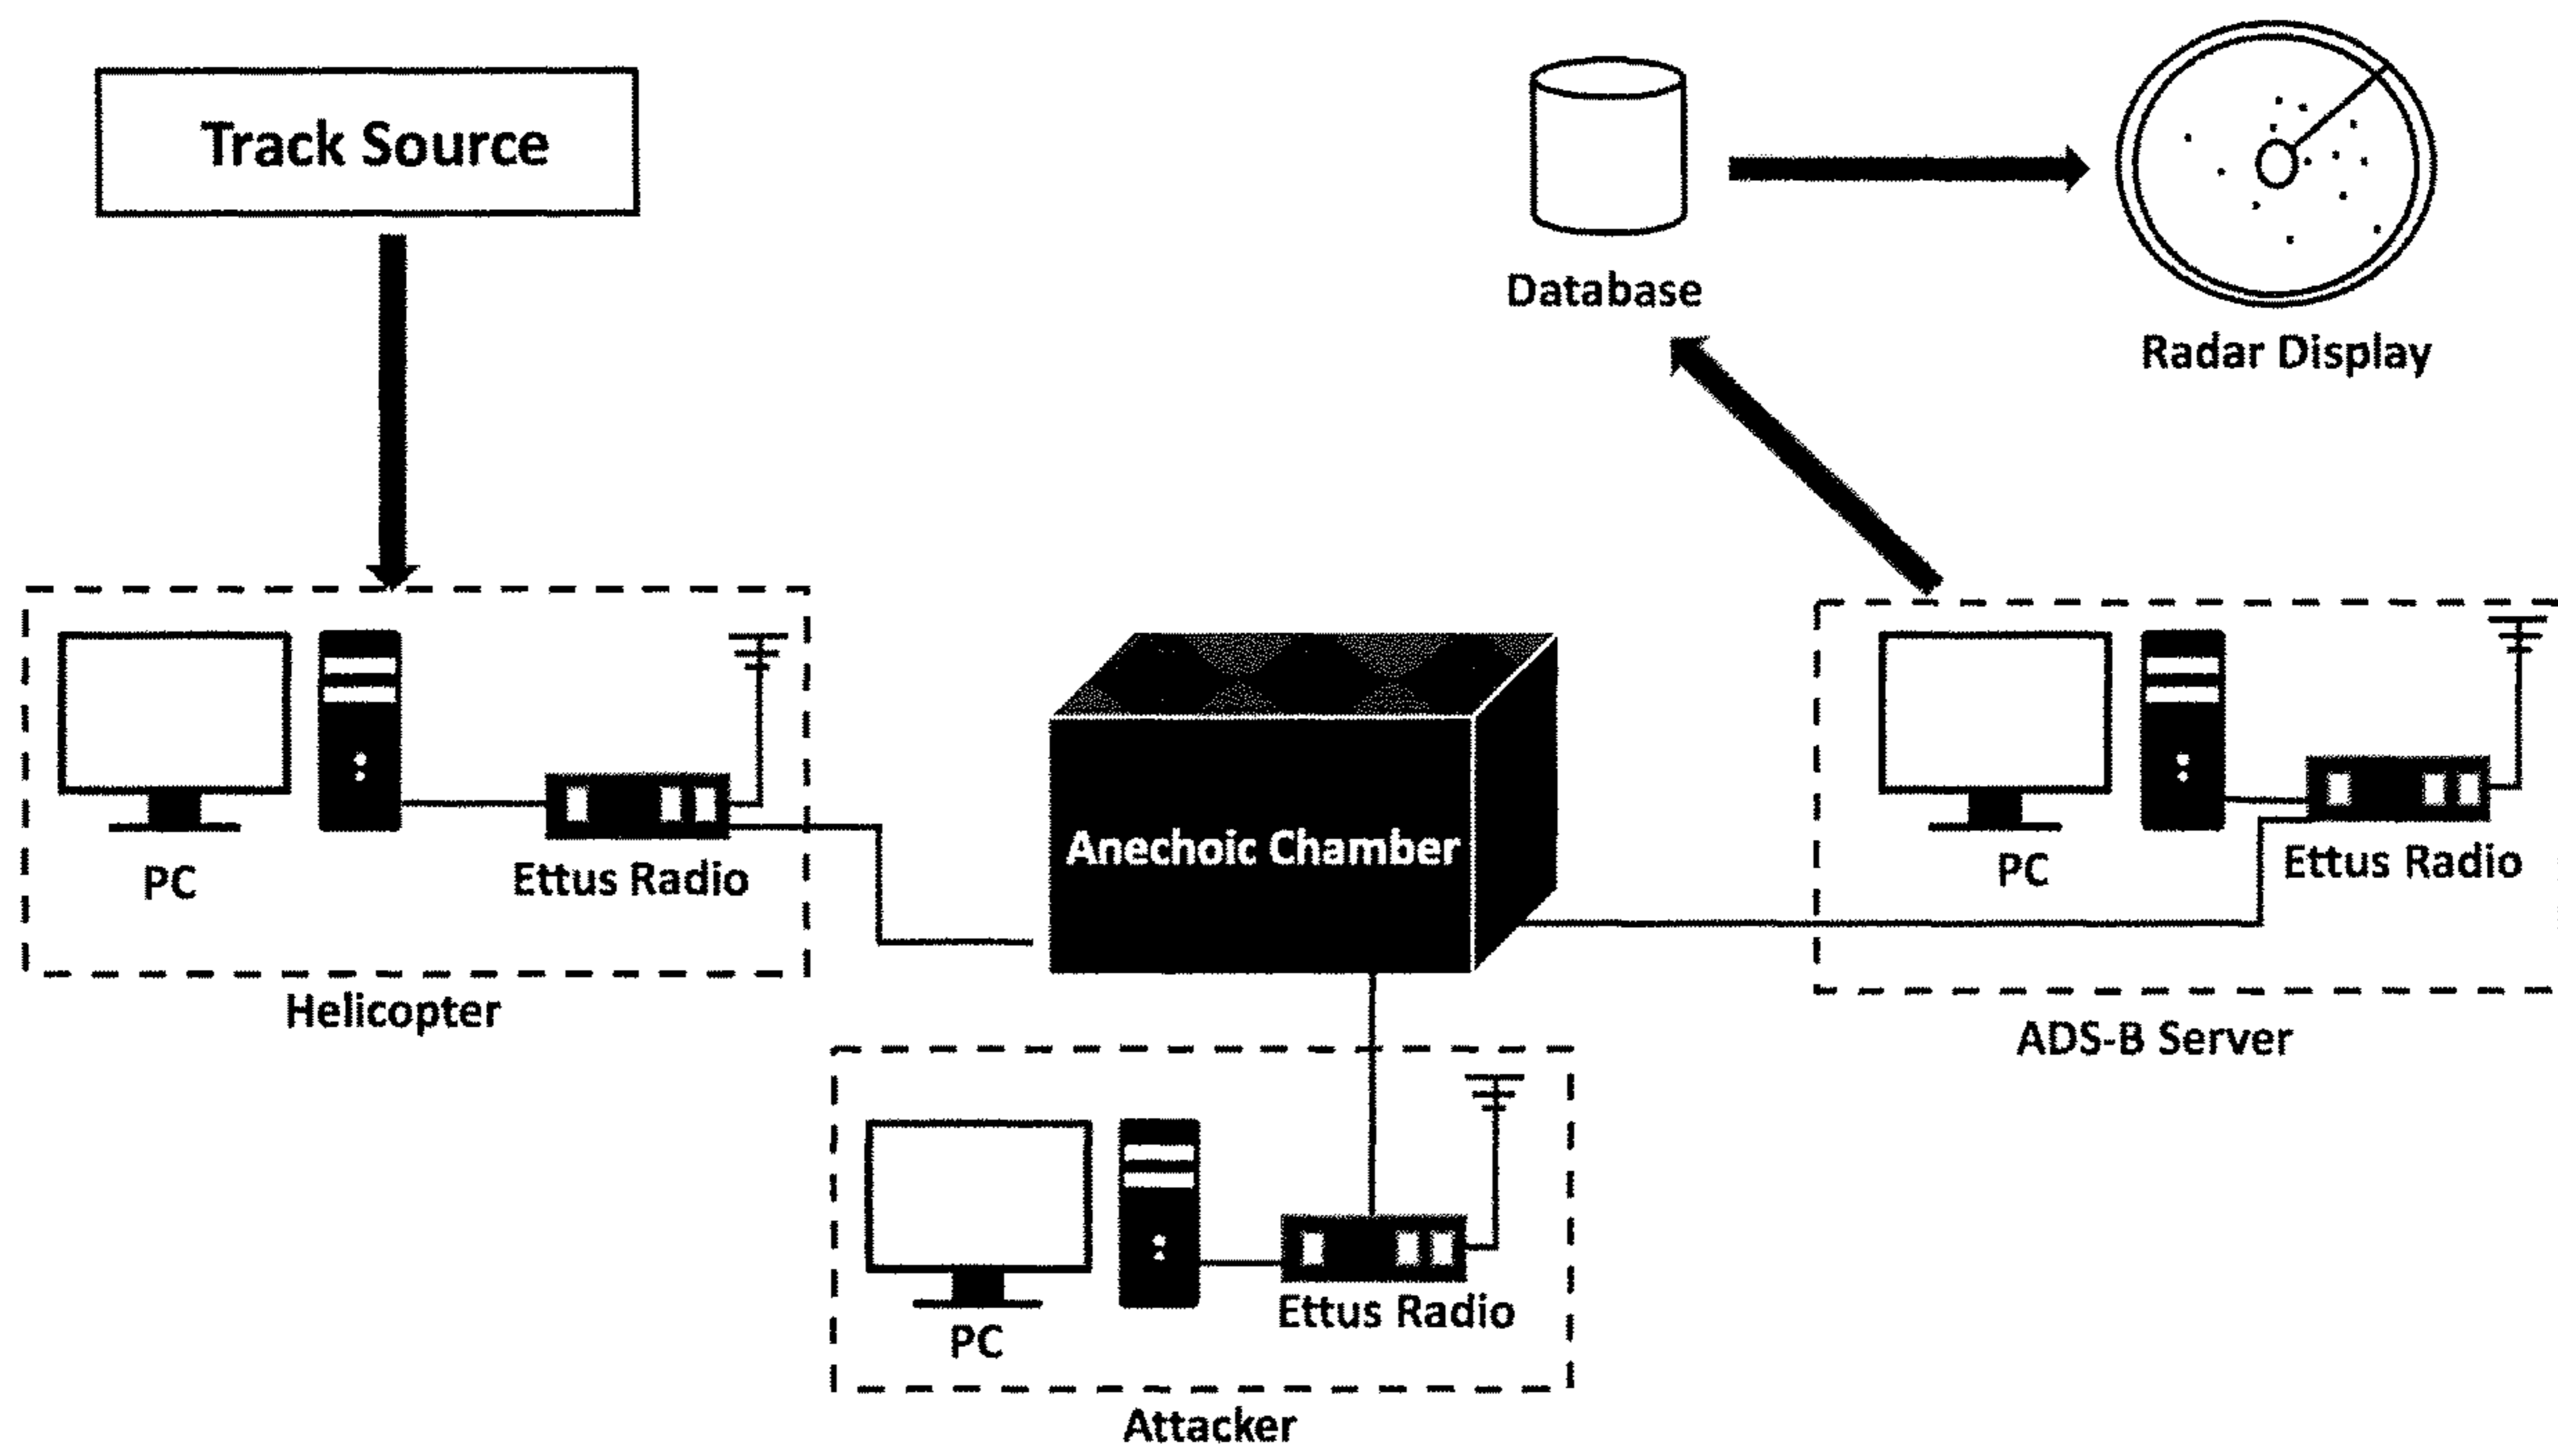 Track Source
Database
Radar Display
Anechoic Chamber
PC
Ettus Radio
Helicopter
PC
Ettus Radio
ADS-B Server
PC
Ettus Radio
Attacker